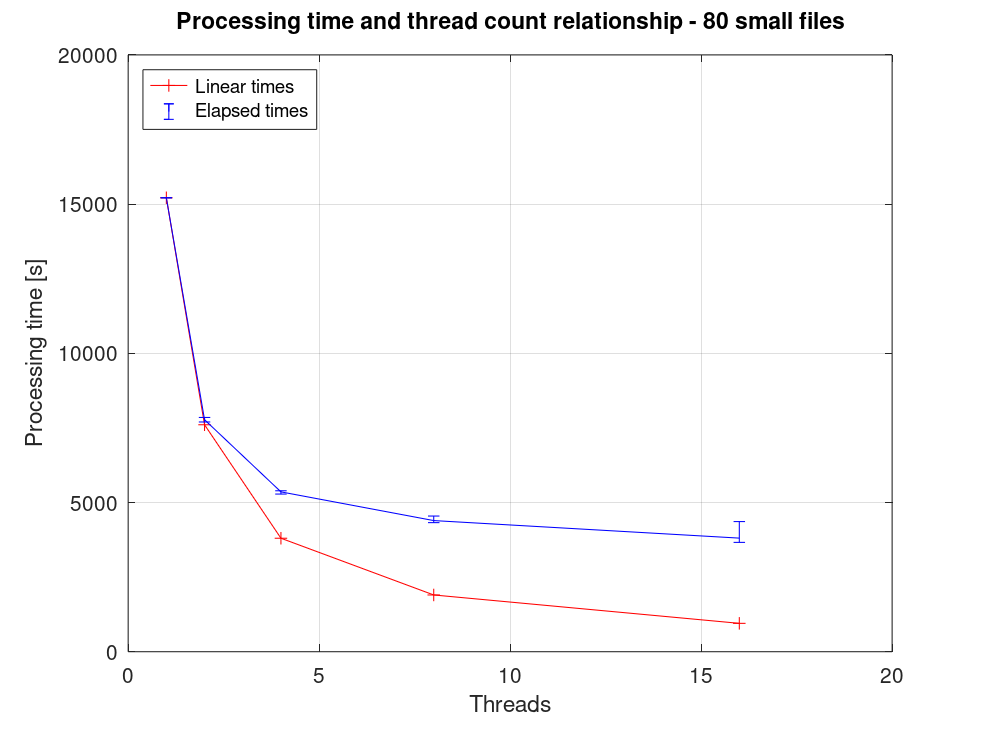 Processing time and thread count relationship - 80 small files
20000
Linear times
Elapsed times
15000
10000
5000
0
Processing time [s]
0 5 10 15 20
Threads